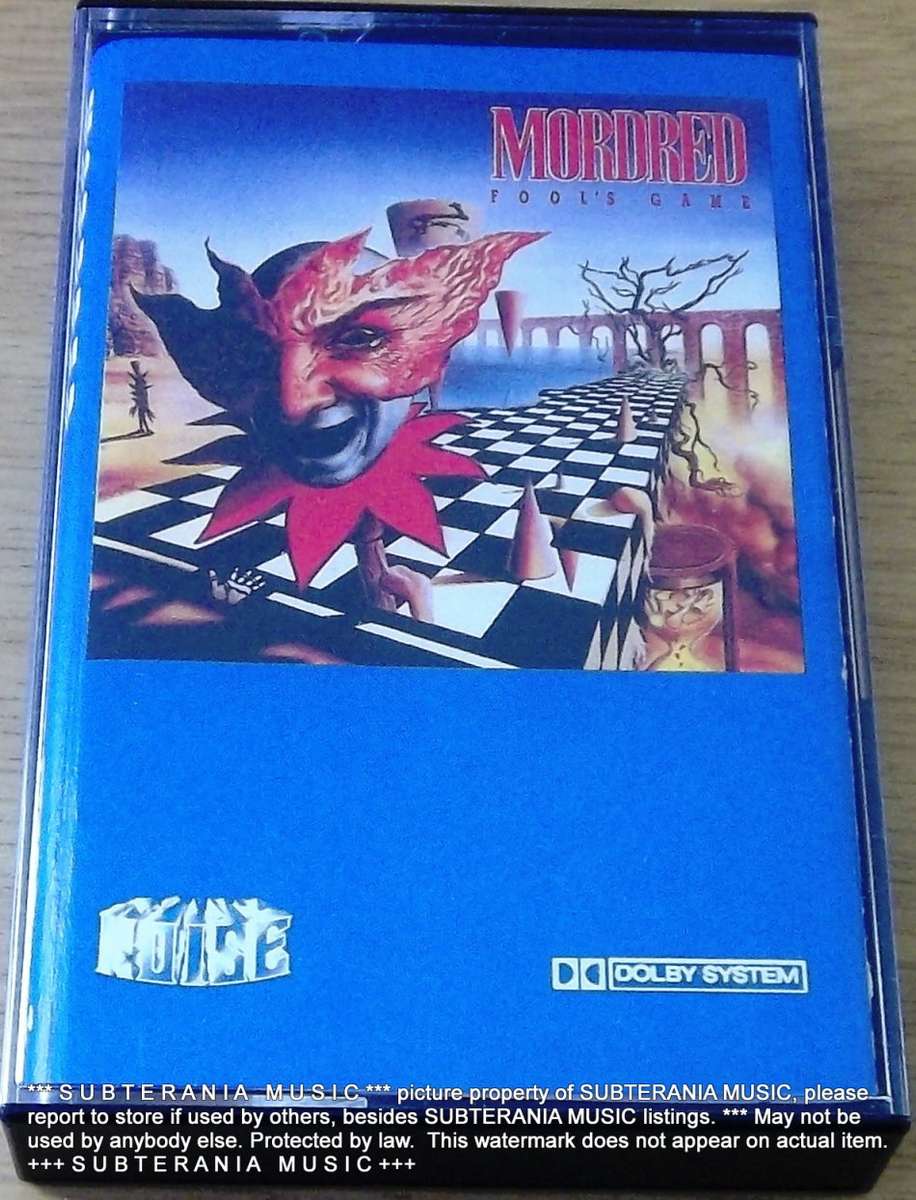 MORDRED
FOOL'S GAME
NOISE
DOLBY SYSTEM
*** S U B T E R A N I A   M U S I C *** picture property of SUBTERANIA MUSIC, please
report to store if used by others, besides SUBTERANIA MUSIC listings. *** May not be
used by anybody else. Protected by law.  This watermark does not appear on actual item.
+++ S U B T E R A N I A   M U S I C +++